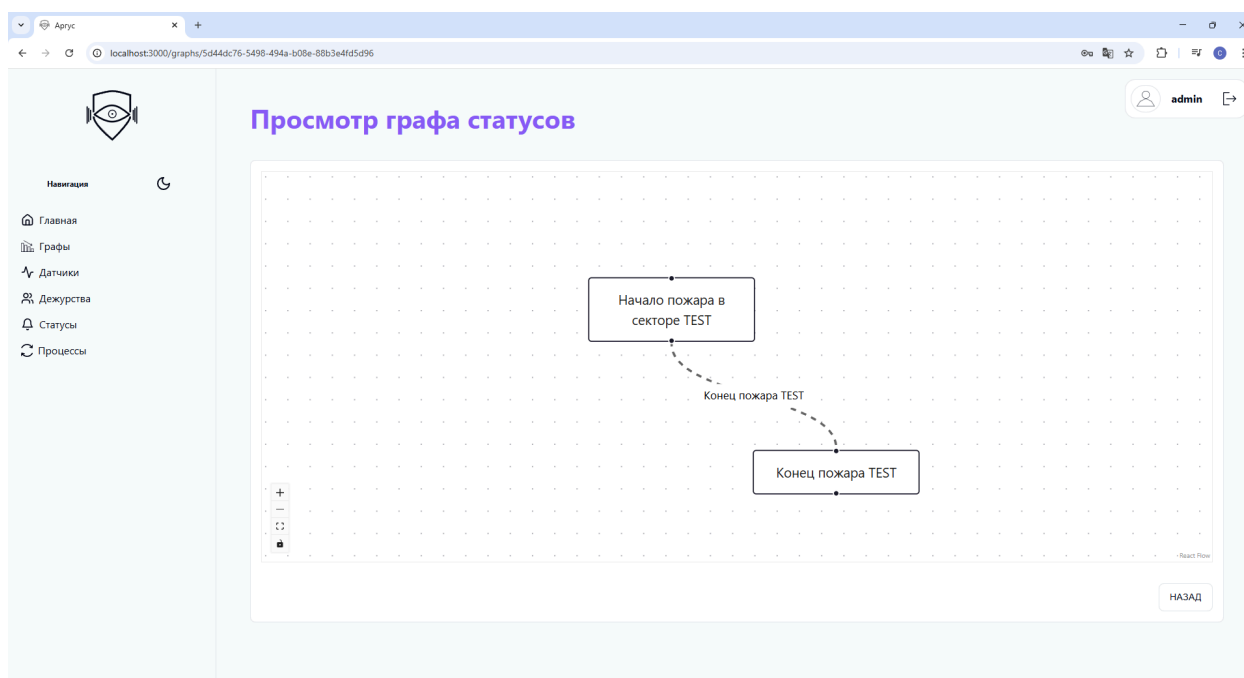 Аргус
localhost:3000/graphs/5d44dc76-5498-494a-b08e-88b3e4fd5d96
C
admin
Просмотр графа статусов
Навигация
Главная
Графы
Датчики
Дежурства
Статусы
Процессы
Начало пожара в
секторе TEST
Конец пожара TEST
Конец пожара TEST
React Flow
НАЗАД